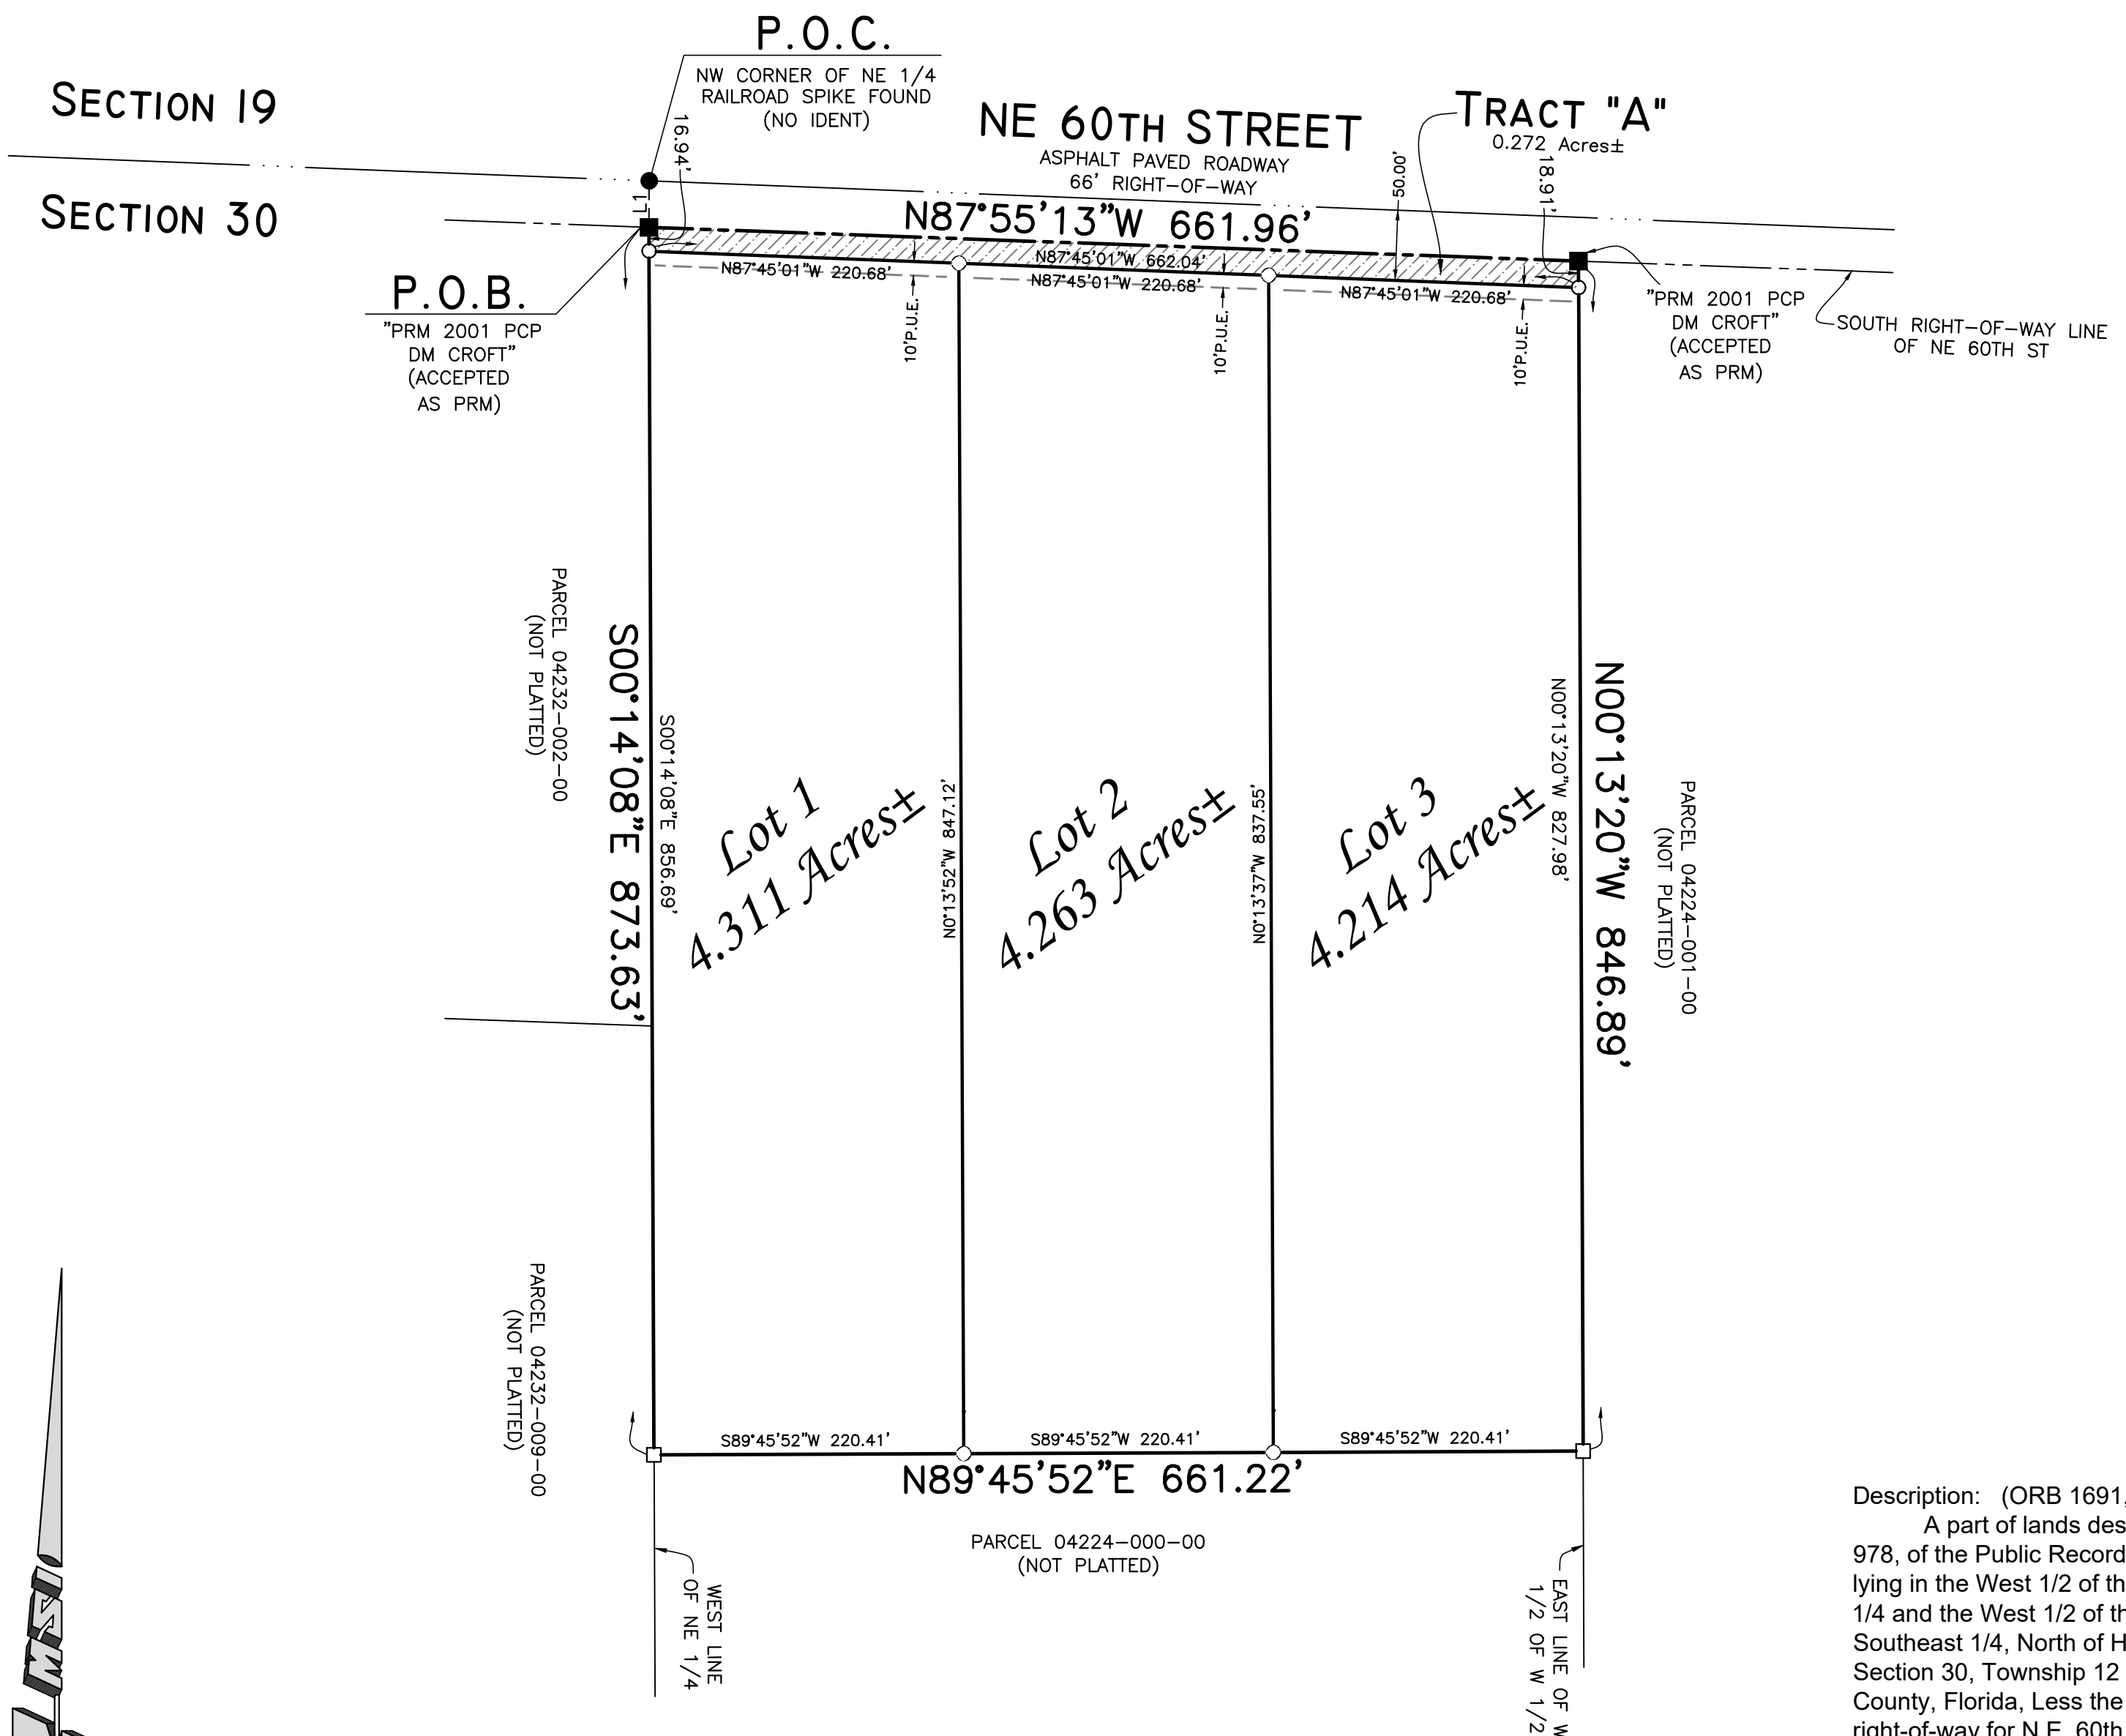 P.O.C.
NW CORNER OF NE 1/4
RAILROAD SPIKE FOUND
(NO IDENT)
SECTION 19
SECTION 30
NE 60TH STREET
ASPHALT PAVED ROADWAY
66' RIGHT-OF-WAY
TRACT "A"
0.272 Acres±
16.94'
L1
50.00'
18.91'
N87°55'13"W 661.96'
N87°45'01"W 662.04'
N87°45'01"W 220.68'
N87°45'01"W 220.68'
N87°45'01"W 220.68'
10'P.U.E.
10'P.U.E.
10'P.U.E.
P.O.B.
"PRM 2001 PCP
DM CROFT"
(ACCEPTED
AS PRM)
"PRM 2001 PCP
DM CROFT"
(ACCEPTED
AS PRM)
SOUTH RIGHT-OF-WAY LINE
OF NE 60TH ST
PARCEL 04232-002-00
(NOT PLATTED)
S00°14'08"E 873.63'
S00°14'08"E 856.69'
Lot 1
4.311 Acres±
N0°13'52"W 847.12'
Lot 2
4.263 Acres±
N0°13'37"W 837.55'
Lot 3
4.214 Acres±
N00°13'20"W 827.98'
N00°13'20"W 846.89'
PARCEL 04224-001-00
(NOT PLATTED)
PARCEL 04232-009-00
(NOT PLATTED)
S89°45'52"W 220.41'
S89°45'52"W 220.41'
S89°45'52"W 220.41'
N89°45'52"E 661.22'
PARCEL 04224-000-00
(NOT PLATTED)
WEST LINE
OF NE 1/4
EAST LINE OF W
1/2 OF W 1/2
Description: (ORB 1691,
A part of lands des
978, of the Public Record
lying in the West 1/2 of th
1/4 and the West 1/2 of th
Southeast 1/4, North of H
Section 30, Township 12
County, Florida, Less the
right-of-way for N.E. 60th